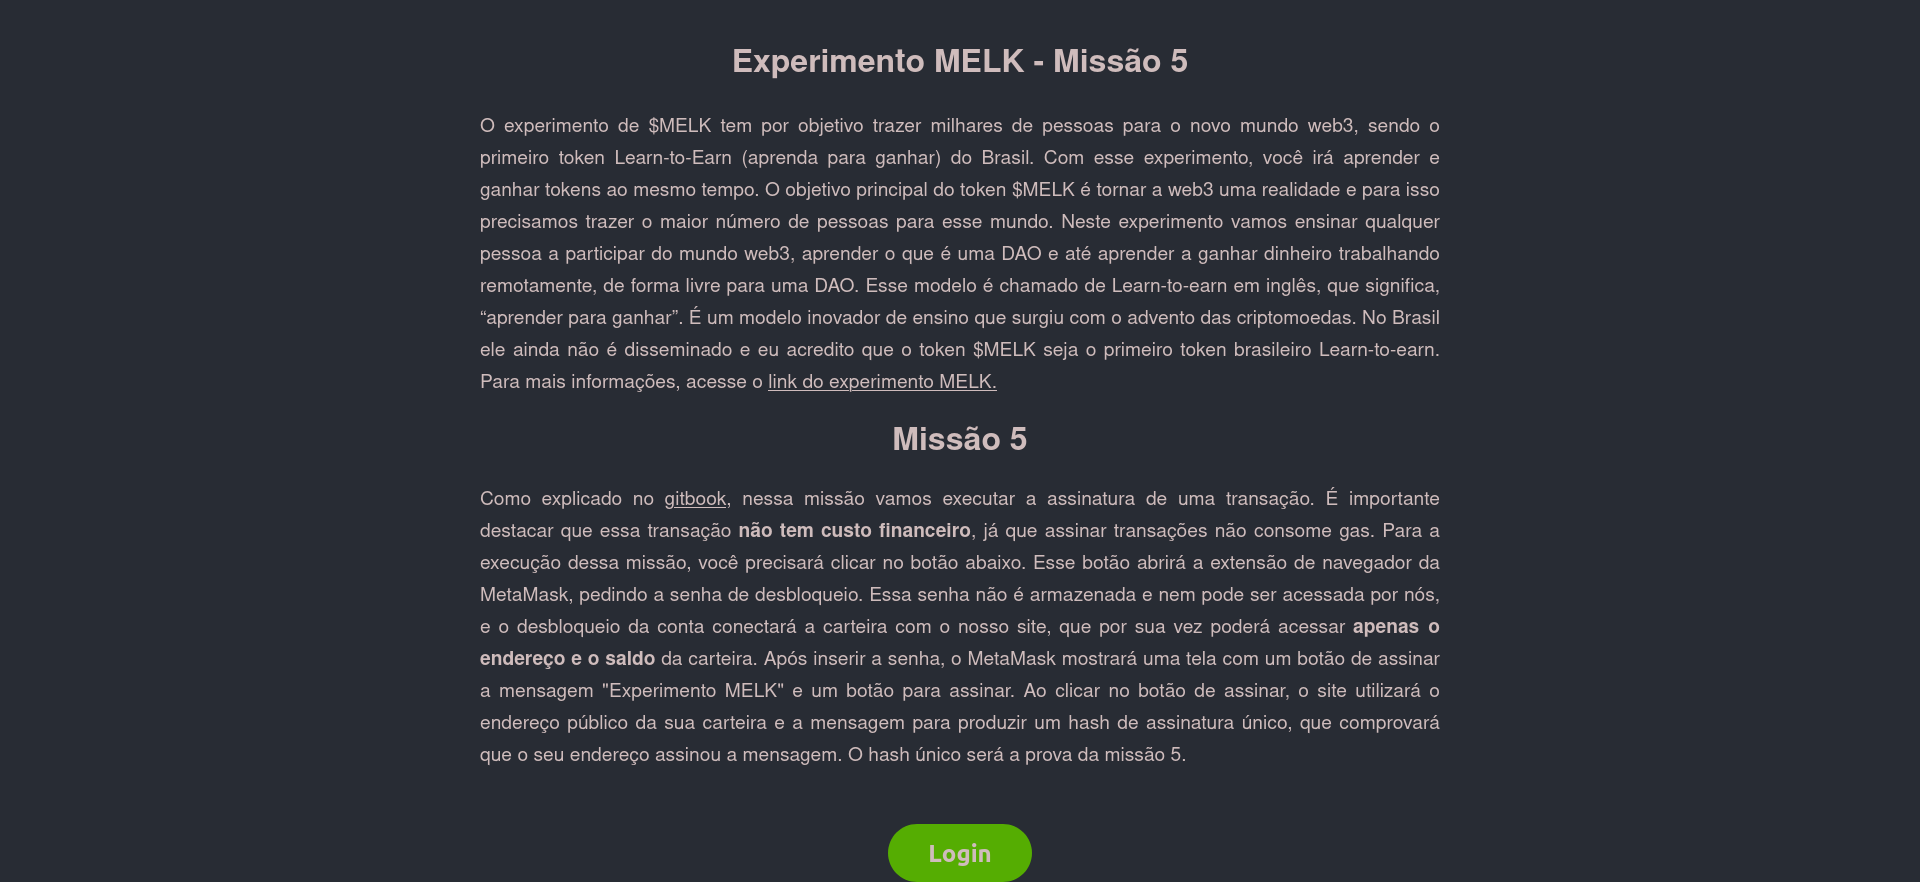 Experimento MELK - Missão 5
O experimento de $MELK tem por objetivo trazer milhares de pessoas para o novo mundo web3, sendo o
primeiro token Learn-to-Earn (aprenda para ganhar) do Brasil. Com esse experimento, você irá aprender e
ganhar tokens ao mesmo tempo. O objetivo principal do token $MELK é tornar a web3 uma realidade e para isso
precisamos trazer o maior número de pessoas para esse mundo. Neste experimento vamos ensinar qualquer
pessoa a participar do mundo web3, aprender o que é uma DAO e até aprender a ganhar dinheiro trabalhando
remotamente, de forma livre para uma DAO. Esse modelo é chamado de Learn-to-earn em inglês, que significa,
“aprender para ganhar”. É um modelo inovador de ensino que surgiu com o advento das criptomoedas. No Brasil
ele ainda não é disseminado e eu acredito que o token $MELK seja o primeiro token brasileiro Learn-to-earn.
Para mais informações, acesse o link do experimento MELK.
Missão 5
Como explicado no gitbook, nessa missão vamos executar a assinatura de uma transação. É importante
destacar que essa transação não tem custo financeiro, já que assinar transações não consome gas. Para a
execução dessa missão, você precisará clicar no botão abaixo. Esse botão abrirá a extensão de navegador da
MetaMask, pedindo a senha de desbloqueio. Essa senha não é armazenada e nem pode ser acessada por nós,
e o desbloqueio da conta conectará a carteira com o nosso site, que por sua vez poderá acessar apenas o
endereço e o saldo da carteira. Após inserir a senha, o MetaMask mostrará uma tela com um botão de assinar
a mensagem "Experimento MELK" e um botão para assinar. Ao clicar no botão de assinar, o site utilizará o
endereço público da sua carteira e a mensagem para produzir um hash de assinatura único, que comprovará
que o seu endereço assinou a mensagem. O hash único será a prova da missão 5.
Login